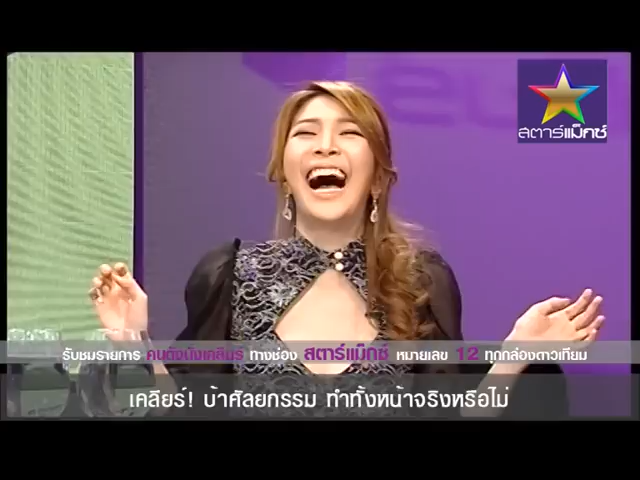 สตาร์แม็กซ์
รับชมรายการ คนดังนั่งเคลียร์ ทางช่อง สตาร์แม็กซ์ หมายเลข 12 ทุกกล่องดาวเทียม
เคลียร์! บ้าศัลยกรรม ทำทั้งหน้าจริงหรือไม่